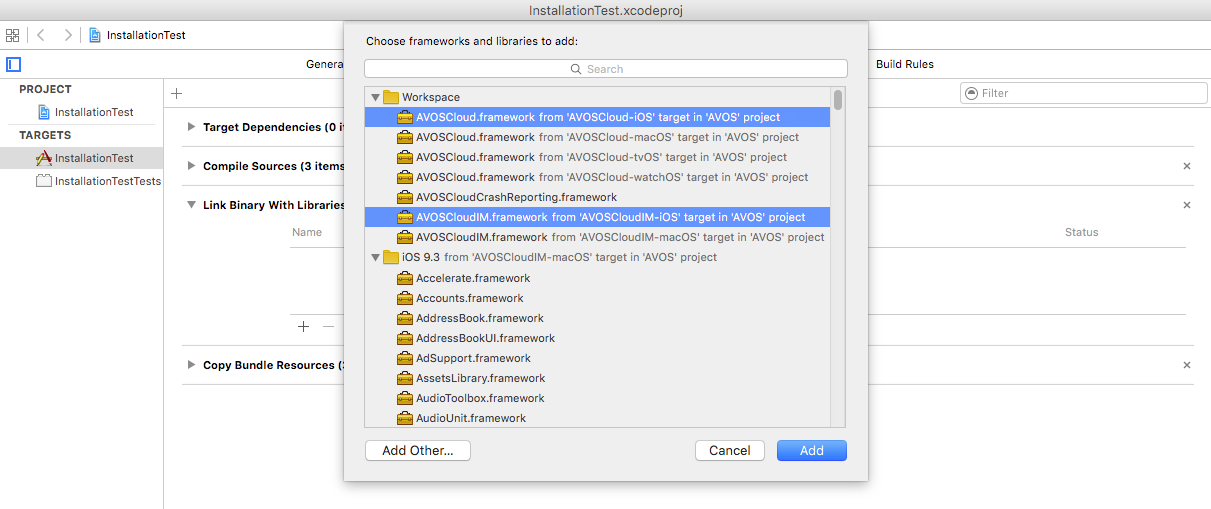 InstallationTest.xcodeproj
InstallationTest
Genera
Build Rules
PROJECT
InstallationTest
TARGETS
InstallationTest
InstallationTestTests
Filter
Target Dependencies (0 it
Compile Sources (3 items
Link Binary With Libraries
Name
Status
Copy Bundle Resources (
Choose frameworks and libraries to add:
Search
Workspace
AVOSCloud.framework from 'AVOSCloud-iOS' target in 'AVOS' project
AVOSCloud.framework from 'AVOSCloud-macOS' target in 'AVOS' project
AVOSCloud.framework from 'AVOSCloud-tvOS' target in 'AVOS' project
AVOSCloud.framework from 'AVOSCloud-watchOS' target in 'AVOS' project
AVOSCloudCrashReporting.framework
AVOSCloudIM.framework from 'AVOSCloudIM-iOS' target in 'AVOS' project
AVOSCloudIM.framework from 'AVOSCloudIM-macOS' target in 'AVOS' project
iOS 9.3 from 'AVOSCloudIM-macOS' target in 'AVOS' project
Accelerate.framework
Accounts.framework
AddressBook.framework
AddressBookUI.framework
AdSupport.framework
AssetsLibrary.framework
AudioToolbox.framework
AudioUnit.framework
Add Other...
Cancel
Add